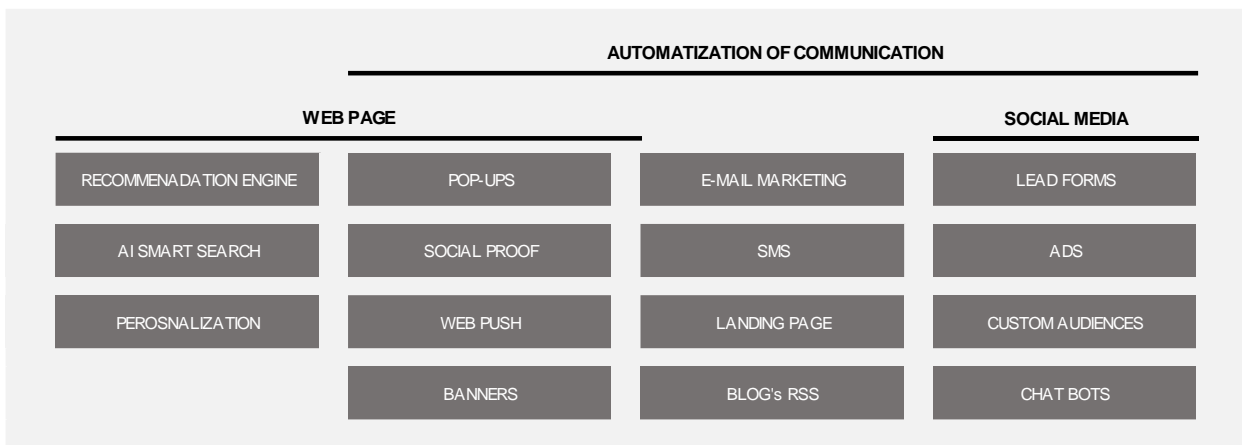 AUTOMATIZATION OF COMMUNICATION
WEB PAGE
SOCIAL MEDIA
RECOMMENADATION ENGINE
POP-UPS
E-MAIL MARKETING
LEAD FORMS
AI SMART SEARCH
SOCIAL PROOF
SMS
ADS
PEROSNALIZATION
WEB PUSH
LANDING PAGE
CUSTOM AUDIENCES
BANNERS
BLOG's RSS
CHAT BOTS